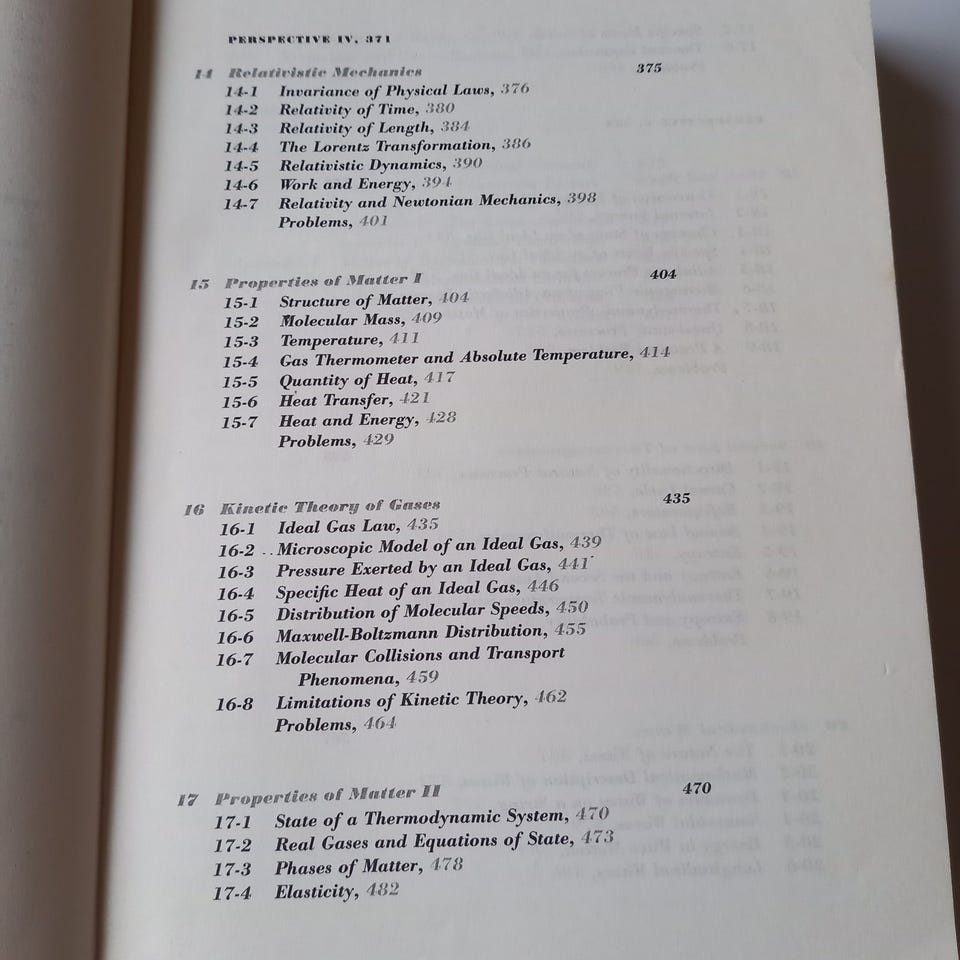 PERSPECTIVE IV, 371
14 Relativistic Mechanics 375
14-1 Invariance of Physical Laws, 376
14-2 Relativity of Time, 380
14-3 Relativity of Length, 384
14-4 The Lorentz Transformation, 386
14-5 Relativistic Dynamics, 390
14-6 Work and Energy, 394
14-7 Relativity and Newtonian Mechanics, 398
Problems, 401
15 Properties of Matter I 404
15-1 Structure of Matter, 404
15-2 Molecular Mass, 409
15-3 Temperature, 411
15-4 Gas Thermometer and Absolute Temperature, 414
15-5 Quantity of Heat, 417
15-6 Heat Transfer, 421
15-7 Heat and Energy, 428
Problems, 429
16 Kinetic Theory of Gases 435
16-1 Ideal Gas Law, 435
16-2 Microscopic Model of an Ideal Gas, 439
16-3 Pressure Exerted by an Ideal Gas, 441
16-4 Specific Heat of an Ideal Gas, 446
16-5 Distribution of Molecular Speeds, 450
16-6 Maxwell-Boltzmann Distribution, 455
16-7 Molecular Collisions and Transport
Phenomena, 459
16-8 Limitations of Kinetic Theory, 462
Problems, 464
17 Properties of Matter II 470
17-1 State of a Thermodynamic System, 470
17-2 Real Gases and Equations of State, 473
17-3 Phases of Matter, 478
17-4 Elasticity, 482